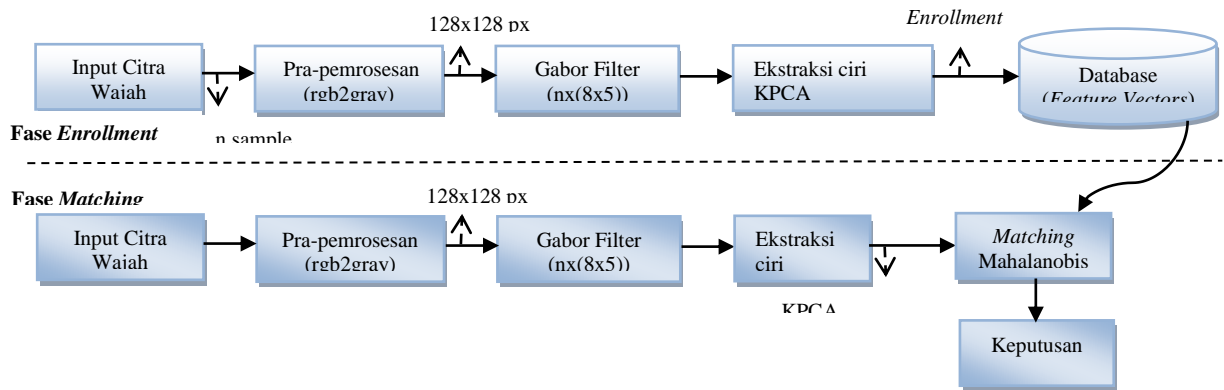 128x128 px
Enrollment
Input Citra
Wajah
Pra-pemrosesan
(rgb2gray)
Gabor Filter
(nx(8x5))
Ekstraksi ciri
KPCA
Database
(Feature Vectors)
n sample
Fase Enrollment
Fase Matching
128x128 px
Input Citra
Wajah
Pra-pemrosesan
(rgb2gray)
Gabor Filter
(nx(8x5))
Ekstraksi
ciri
Matching
Mahalanobis
KPCA
Keputusan